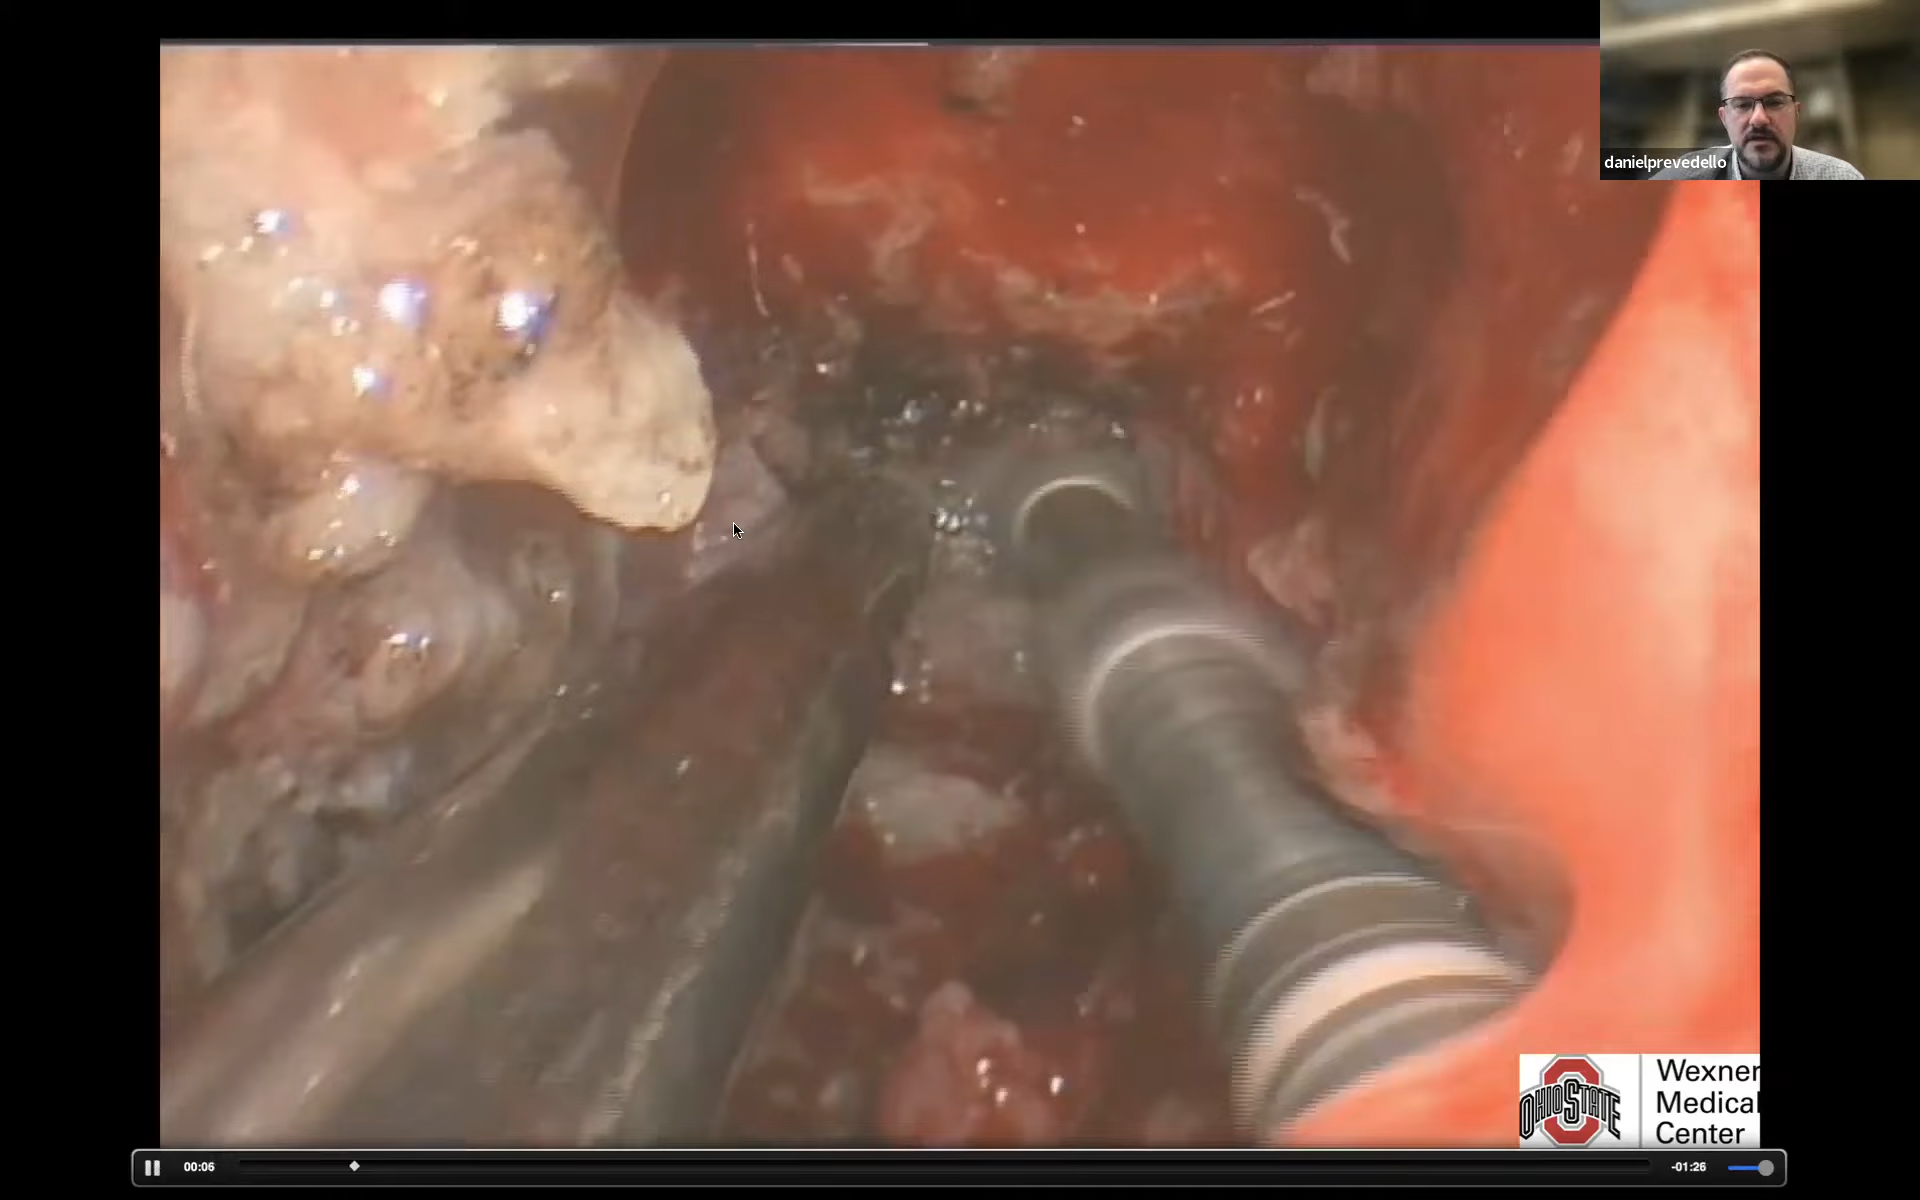 danielprevedello
OHIO STATE
Wexner
Medical
Center
00:06
-01:26